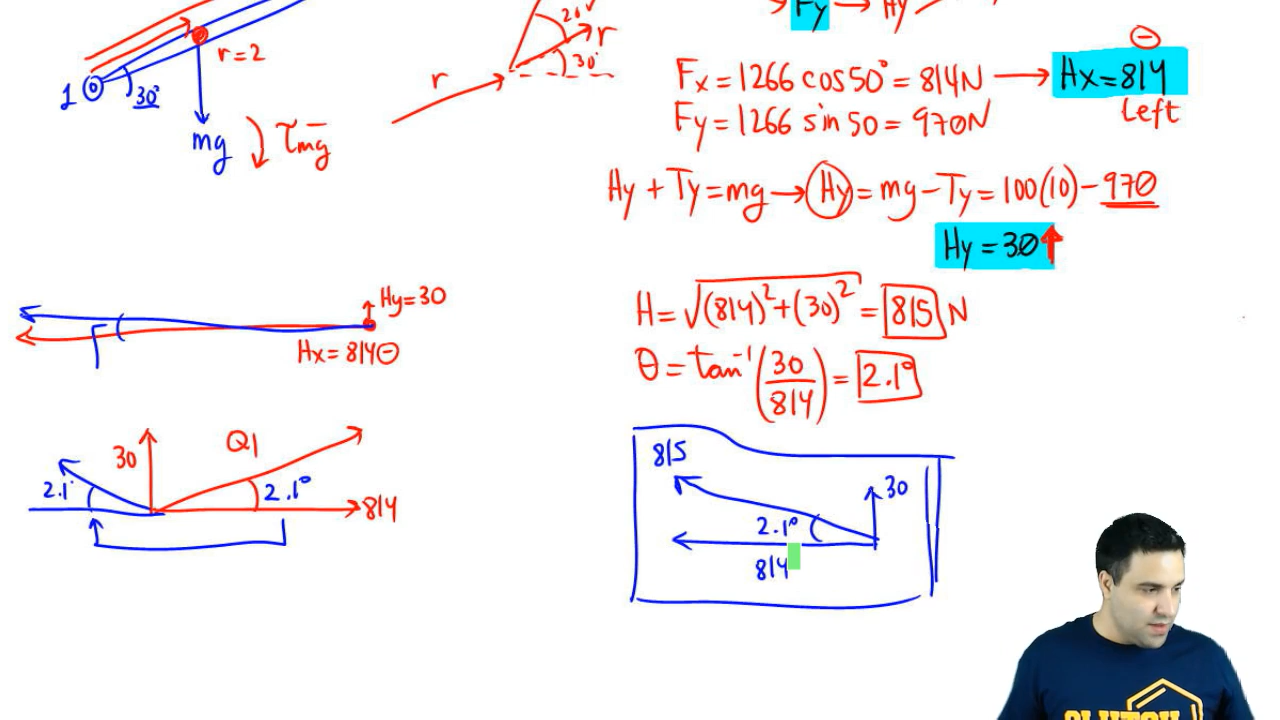 Fy → Hy
r = 2
1
30°
mg
τmg
r
20
r
30°
Fx = 1266 cos 50° = 814N → Hx = 814
Left
Fy = 1266 sin 50 = 970N
Hy + Ty = mg → Hy = mg - Ty = 100(10) - 970
Hy = 30 ↑
Hy = 30
Hx = 814 ⊖
H = √(814)² + (30)² = 815 N
θ = tan⁻¹(30/814) = 2.1°
30
Q1
2.1°
2.1°
814
815
30
2.1°
814
CLUTCH